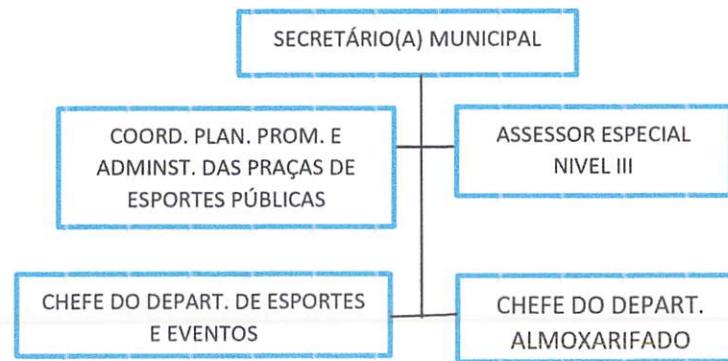 SECRETÁRIO(A) MUNICIPAL
COORD. PLAN. PROM. E
ADMINST. DAS PRAÇAS DE
ESPORTES PÚBLICAS
ASSESSOR ESPECIAL
NIVEL III
CHEFE DO DEPART. DE ESPORTES
E EVENTOS
CHEFE DO DEPART.
ALMOXARIFADO